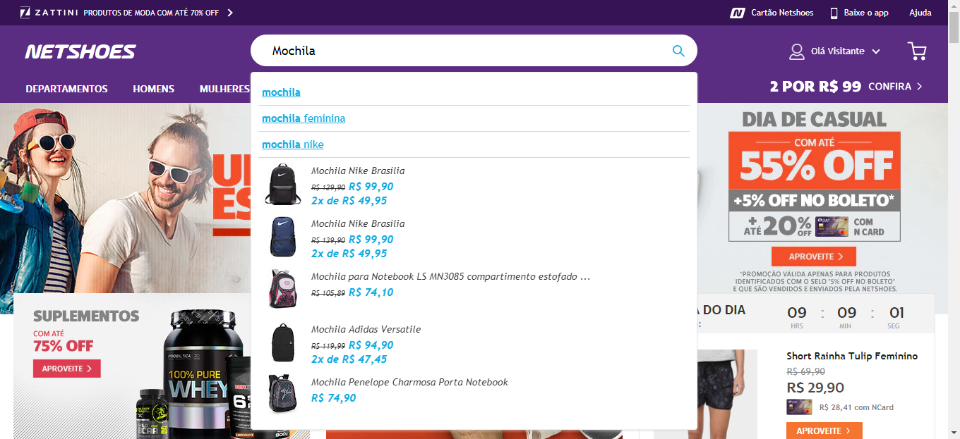 ZATTINI PRODUTOS DE MODA COM ATÉ 70% OFF
Cartão Netshoes
Baixe o app
Ajuda
NETSHOES
Mochila
Olá Visitante
DEPARTAMENTOS
HOMENS
MULHERES
2 POR R$ 99 CONFIRA
mochila
mochila feminina
mochila nike
Mochila Nike Brasilia
R$ 139,90 R$ 99,90
2x de R$ 49,95
Mochila Nike Brasilia
R$ 139,90 R$ 99,90
2x de R$ 49,95
Mochila para Notebook LS MN3085 compartimento estofado ...
R$ 105,89 R$ 74,10
Mochila Adidas Versatile
R$ 119,99 R$ 94,90
2x de R$ 47,45
Mochila Penelope Charmosa Porta Notebook
R$ 74,90
DIA DE CASUAL
COM ATÉ
55% OFF
+5% OFF NO BOLETO*
+ATÉ 20% OFF COM N CARD
APROVEITE
*PROMOÇÃO VÁLIDA APENAS PARA PRODUTOS
IDENTIFICADOS COM O SELO '5% OFF NO BOLETO'
E QUE SÃO VENDIDOS E ENVIADOS PELA NETSHOES.
SUPLEMENTOS
COM ATÉ
75% OFF
APROVEITE
PROBIÓTICA
100% PURE
WHEY
DO DIA
09 : 09 : 01
HRS MIN SEG
Short Rainha Tulip Feminino
R$ 69,90
R$ 29,90
R$ 28,41 com NCard
APROVEITE